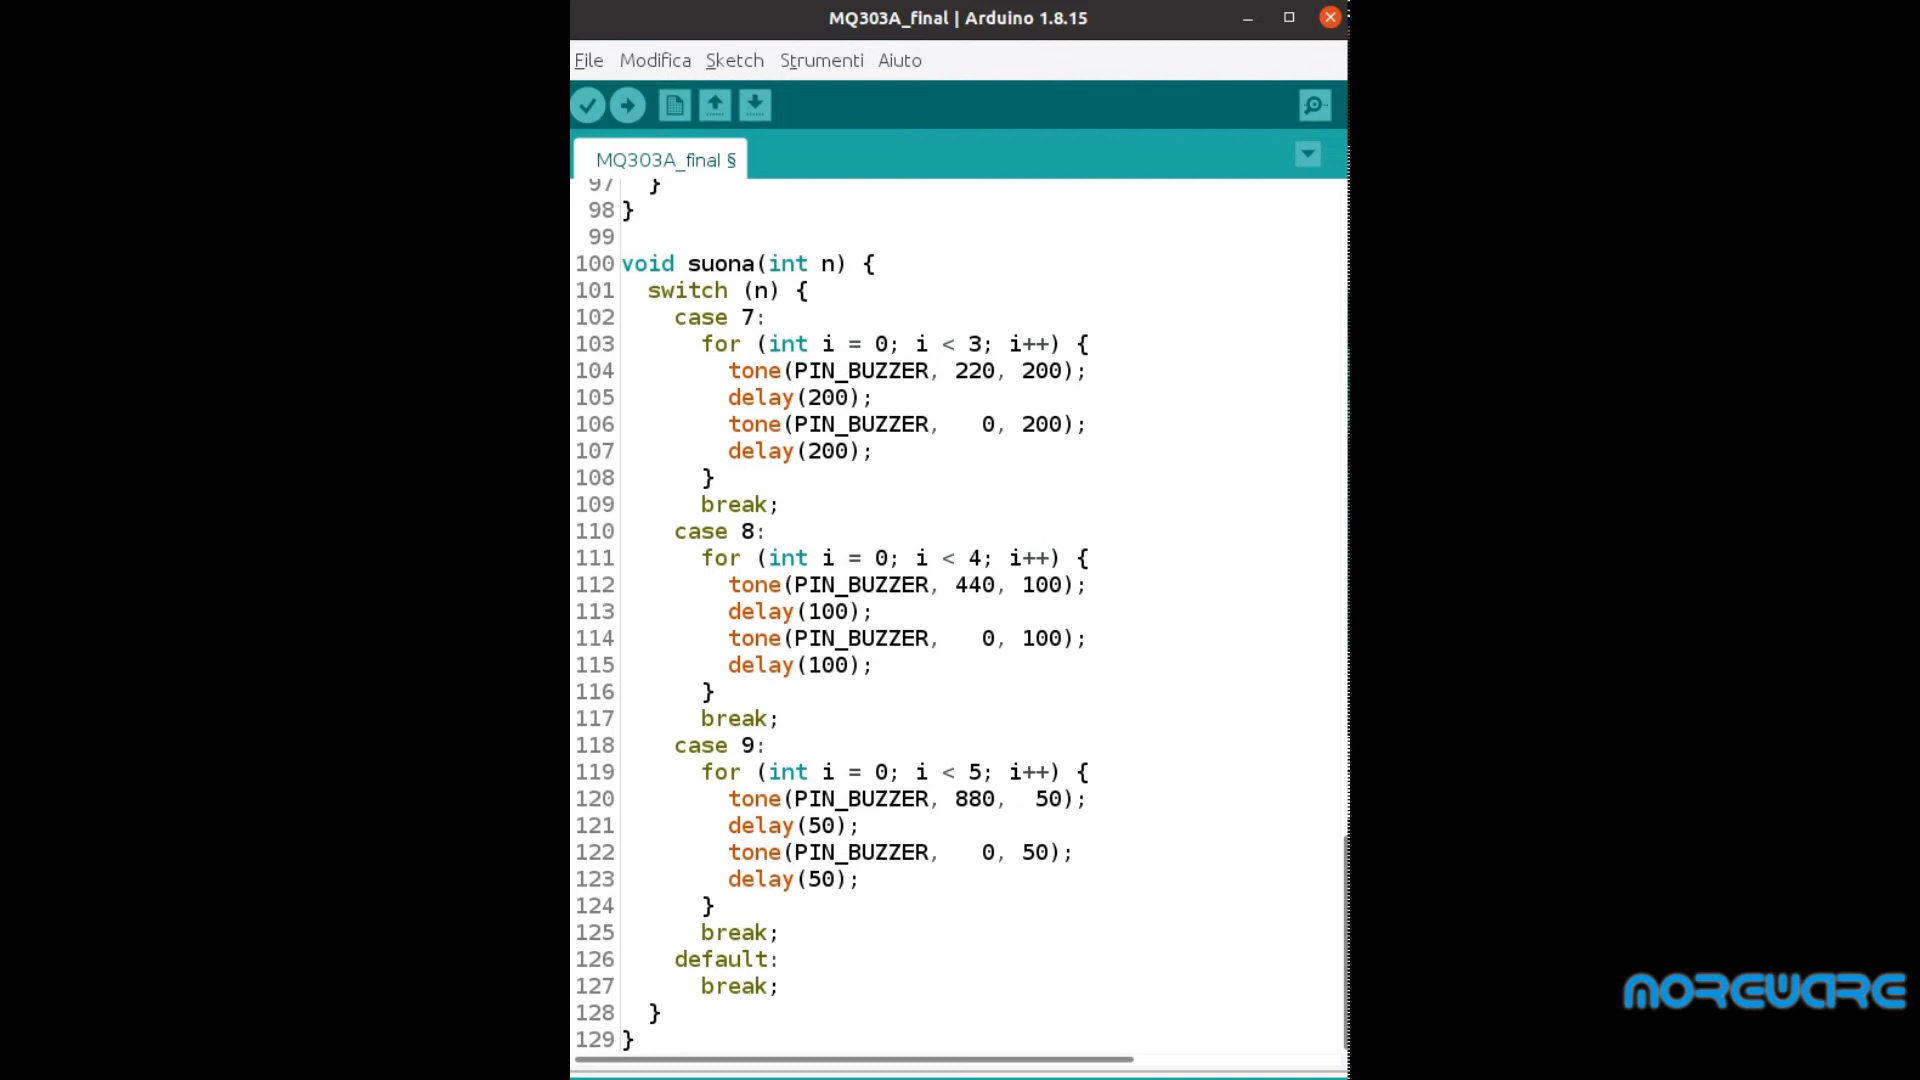 MQ303A_final | Arduino 1.8.15
File Modifica Sketch Strumenti Aiuto
MQ303A_final §
97 }
98 }
99
100 void suona(int n) {
101 switch (n) {
102 case 7:
103 for (int i = 0; i < 3; i++) {
104 tone(PIN_BUZZER, 220, 200);
105 delay(200);
106 tone(PIN_BUZZER, 0, 200);
107 delay(200);
108 }
109 break;
110 case 8:
111 for (int i = 0; i < 4; i++) {
112 tone(PIN_BUZZER, 440, 100);
113 delay(100);
114 tone(PIN_BUZZER, 0, 100);
115 delay(100);
116 }
117 break;
118 case 9:
119 for (int i = 0; i < 5; i++) {
120 tone(PIN_BUZZER, 880, 50);
121 delay(50);
122 tone(PIN_BUZZER, 0, 50);
123 delay(50);
124 }
125 break;
126 default:
127 break;
128 }
129 }
MOREWARE